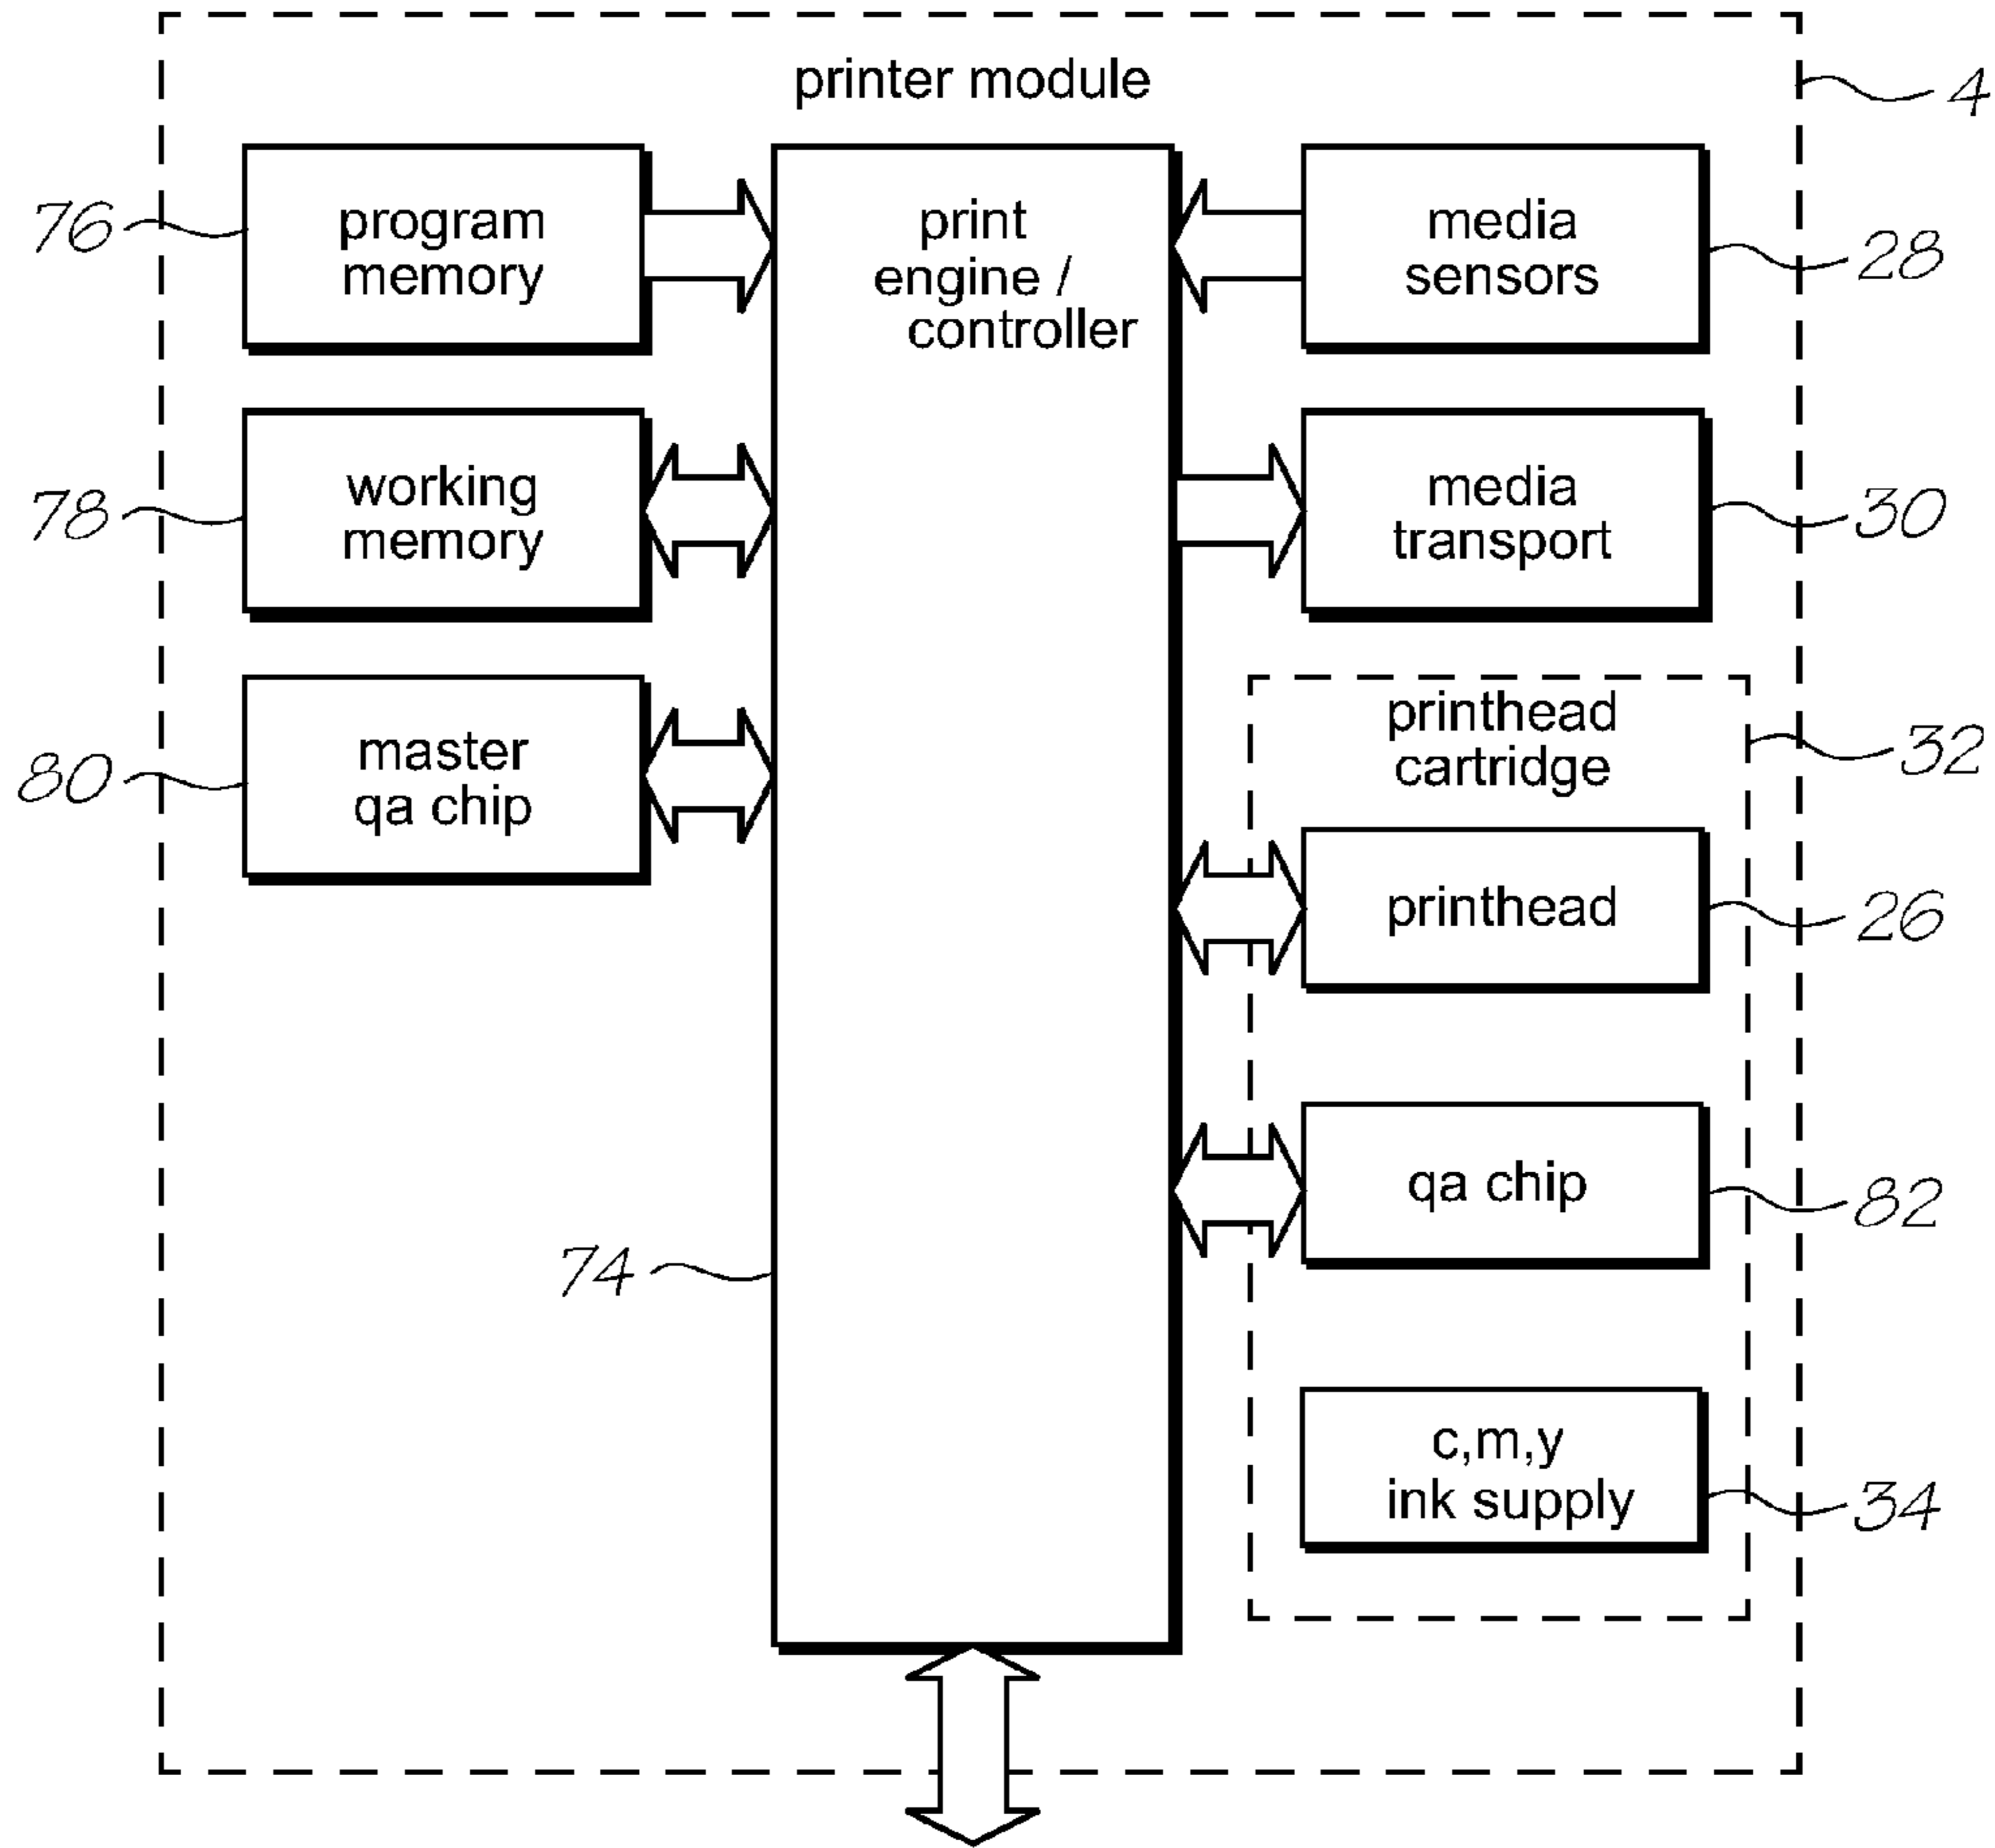 printer module
4
76
program
memory
print
engine /
controller
media
sensors
28
78
working
memory
media
transport
30
80
master
qa chip
printhead
cartridge
32
printhead
26
74
qa chip
82
c,m,y
ink supply
34